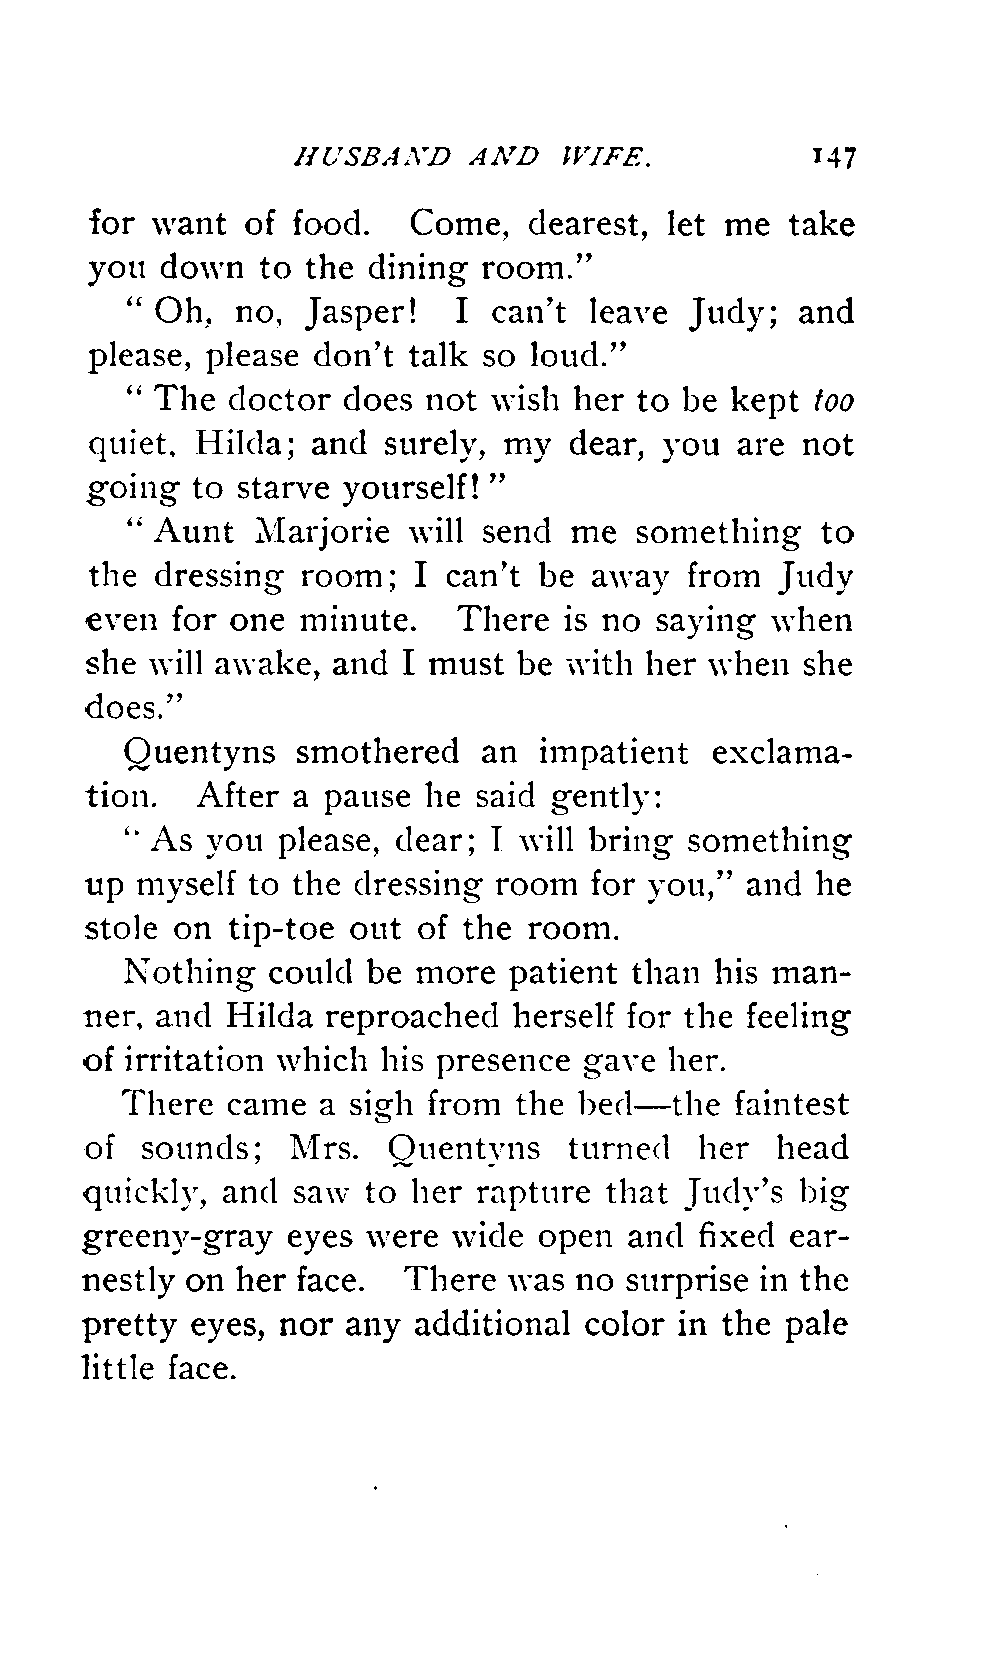 HUSBAND AND WIFE. 147
for want of food. Come, dearest, let me take
you down to the dining room."
"Oh, no, Jasper! I can't leave Judy; and
please, please don't talk so loud."
"The doctor does not wish her to be kept too
quiet, Hilda; and surely, my dear, you are not
going to starve yourself!"
"Aunt Marjorie will send me something to
the dressing room; I can't be away from Judy
even for one minute. There is no saying when
she will awake, and I must be with her when she
does."
Quentyns smothered an impatient exclama-
tion. After a pause he said gently:
"As you please, dear; I will bring something
up myself to the dressing room for you," and he
stole on tip-toe out of the room.
Nothing could be more patient than his man-
ner, and Hilda reproached herself for the feeling
of irritation which his presence gave her.
There came a sigh from the bed—the faintest
of sounds; Mrs. Quentyns turned her head
quickly, and saw to her rapture that Judy's big
greeny-gray eyes were wide open and fixed ear-
nestly on her face. There was no surprise in the
pretty eyes, nor any additional color in the pale
little face.